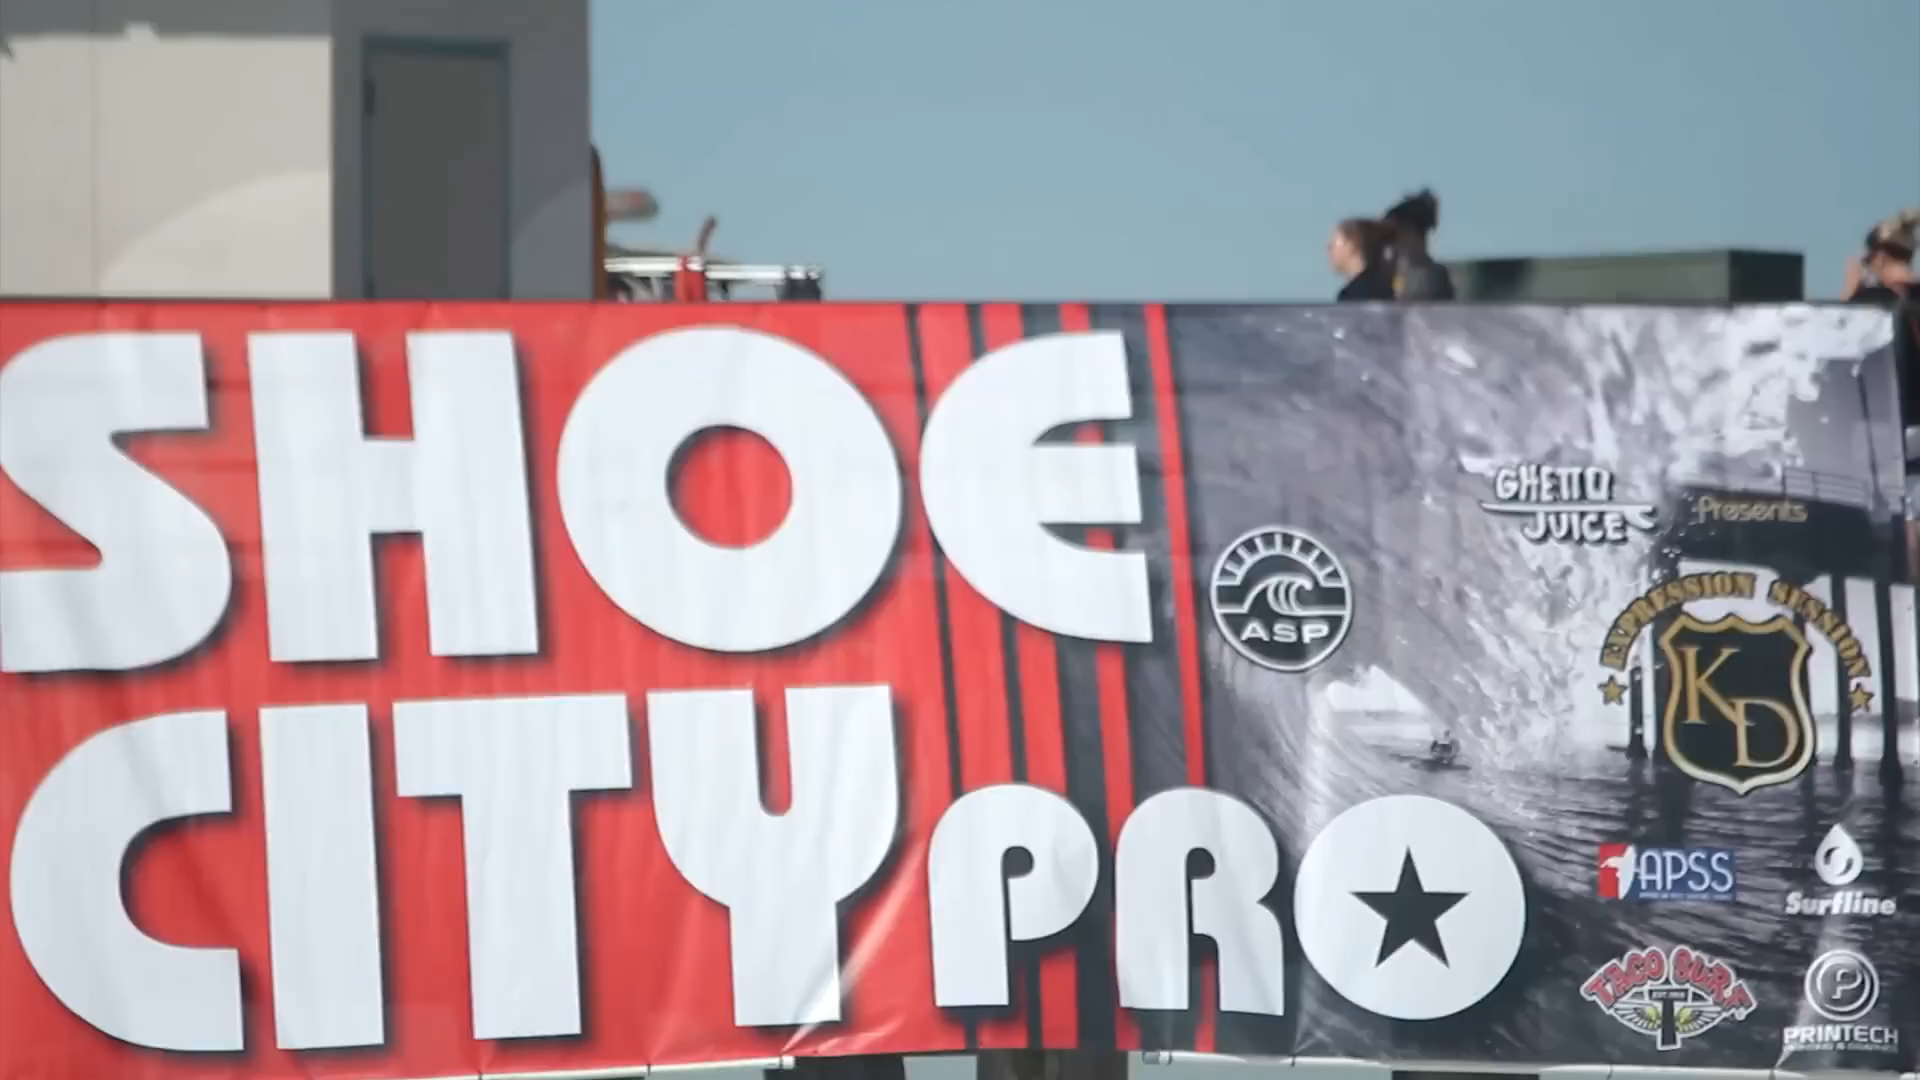 SHOE
CITY PRO
GHETTO
JUICE
Presents
ASP
EXPRESSION SESSION
KD
APSS
Surfline
TACO SURF
PRINTECH